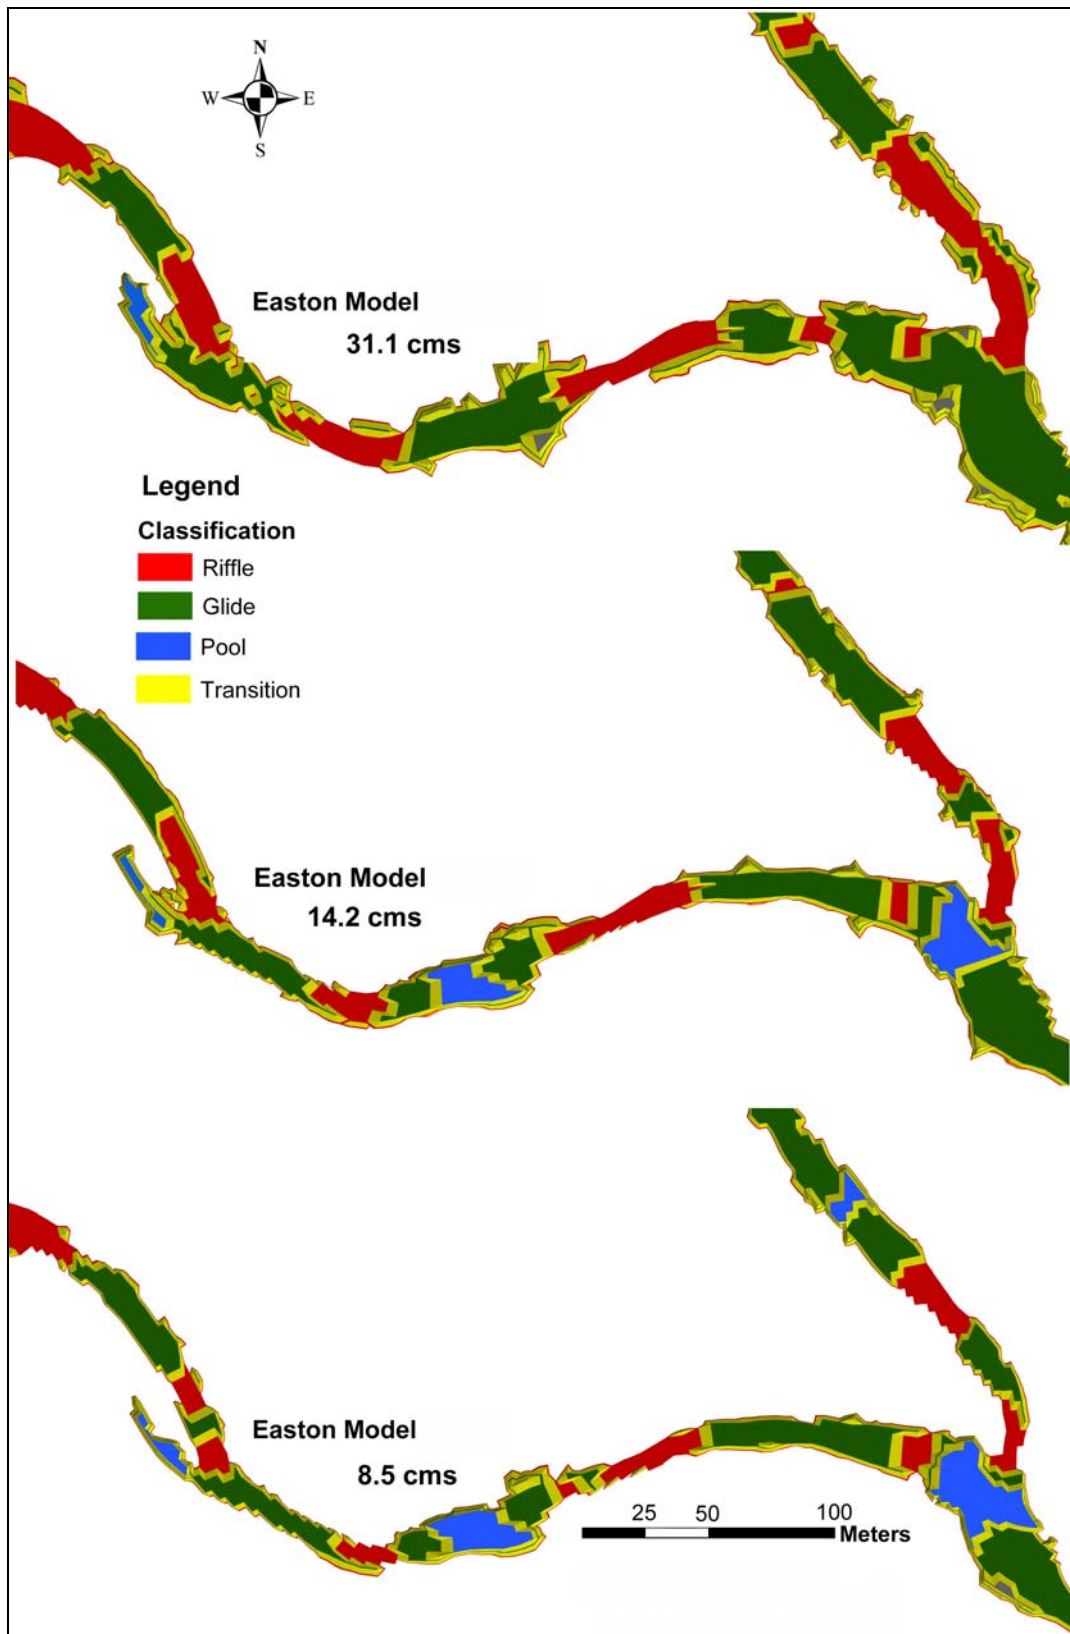 N
W E
S
Easton Model
31.1 cms
Legend
Classification
Riffle
Glide
Pool
Transition
Easton Model
14.2 cms
Easton Model
8.5 cms
25 50 100
Meters